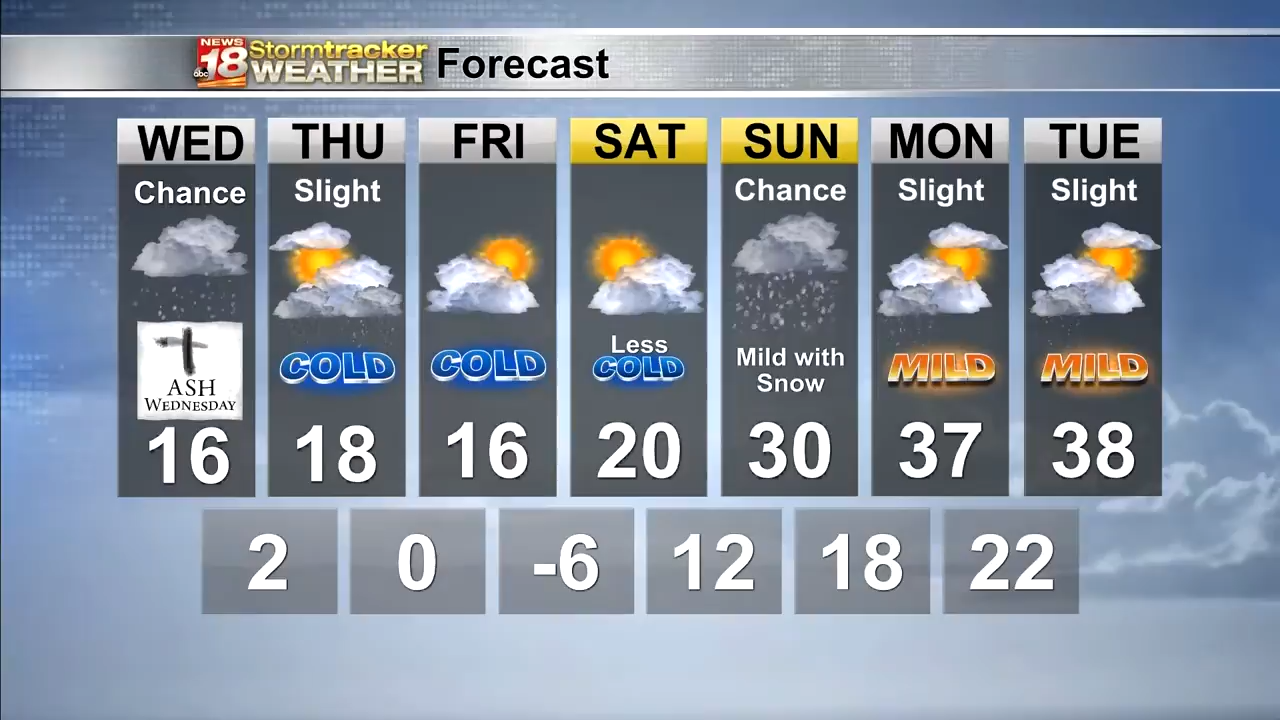 NEWS
abc 18
Stormtracker
WEATHER
Forecast
WED THU FRI SAT SUN MON TUE
Chance Slight Chance Slight Slight
ASH
WEDNESDAY
COLD COLD
Less
COLD
Mild with
Snow
MILD MILD
16 18 16 20 30 37 38
2 0 -6 12 18 22